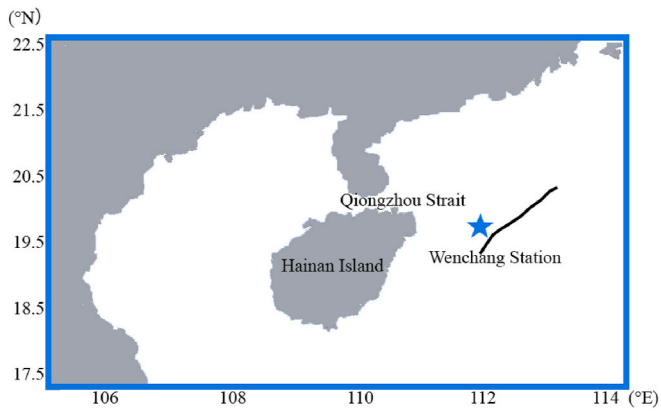 (°N)
22.5
21.5
20.5
Qiongzhou Strait
19.5
Wenchang Station
Hainan Island
18.5
17.5
106 108 110 112 114 (°E)